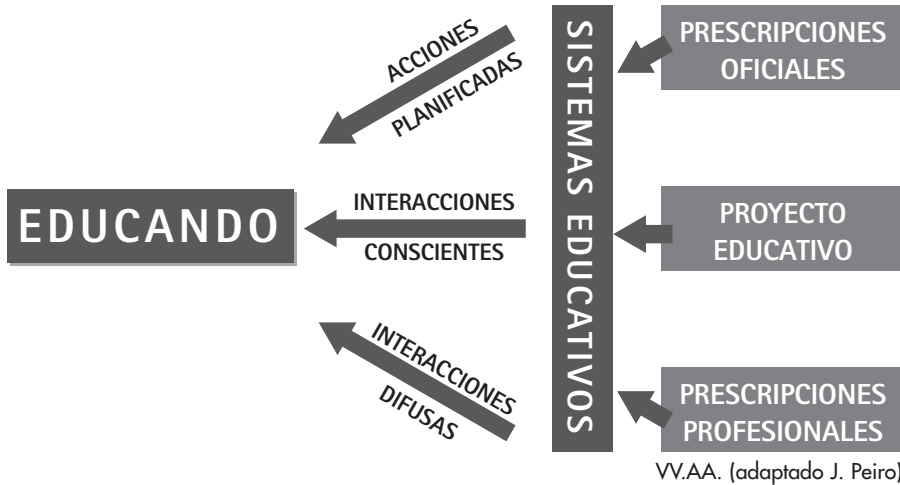 ACCIONES
PLANIFICADAS
EDUCANDO
INTERACCIONES
CONSCIENTES
INTERACCIONES
DIFUSAS
SISTEMAS EDUCATIVOS
PRESCRIPCIONES
OFICIALES
PROYECTO
EDUCATIVO
PRESCRIPCIONES
PROFESIONALES
VV.AA. (adaptado J. Peiro)